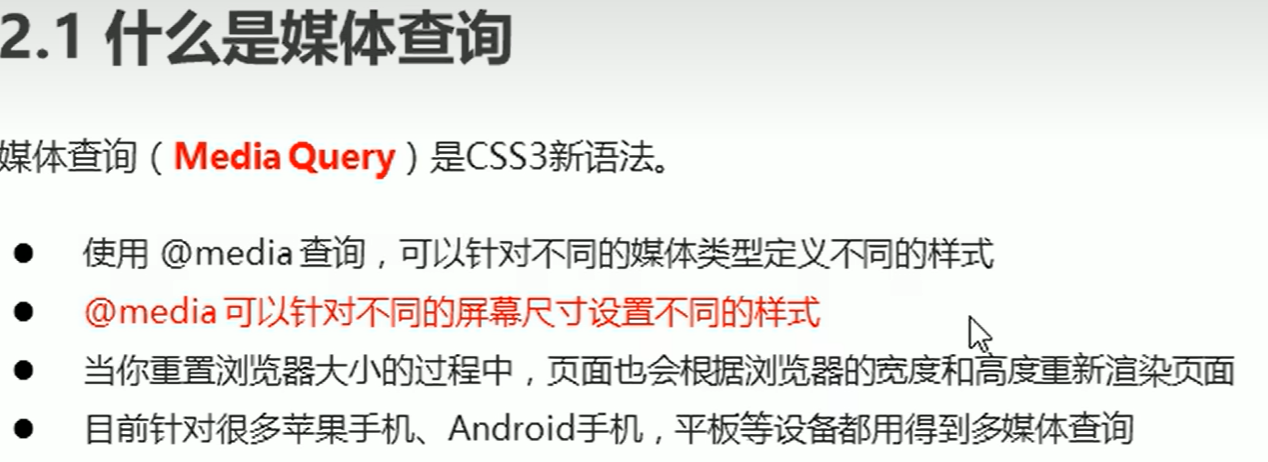 2.1 什么是媒体查询
媒体查询（Media Query）是CSS3新语法。
● 使用 @media 查询，可以针对不同的媒体类型定义不同的样式
● @media 可以针对不同的屏幕尺寸设置不同的样式
● 当你重置浏览器大小的过程中，页面也会根据浏览器的宽度和高度重新渲染页面
● 目前针对很多苹果手机、Android手机，平板等设备都用得到多媒体查询